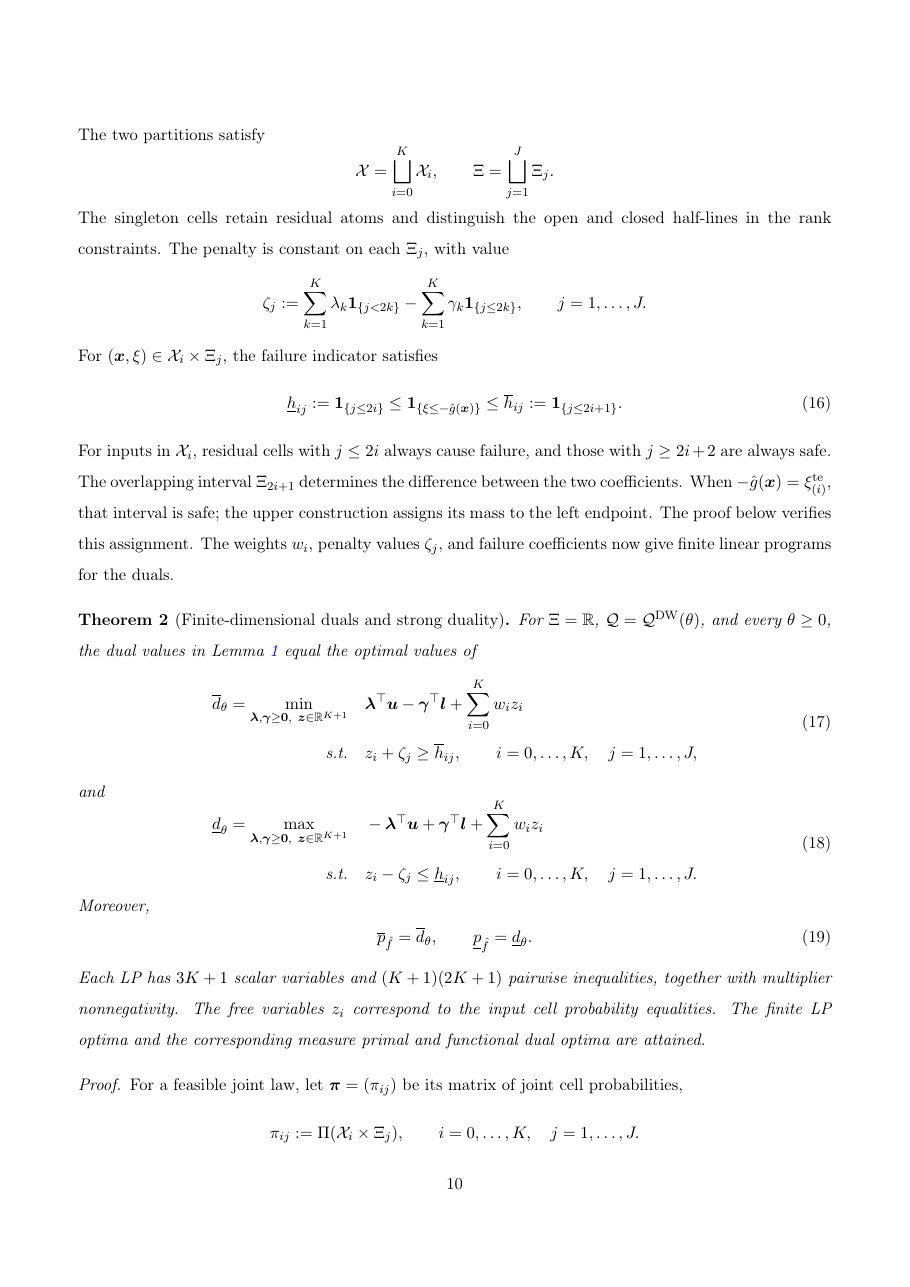 The two partitions satisfy
𝒳 = ⨆_{i=0}^{K} 𝒳_i,   Ξ = ⨆_{j=1}^{J} Ξ_j.
The singleton cells retain residual atoms and distinguish the open and closed half-lines in the rank
constraints. The penalty is constant on each Ξ_j, with value
ζ_j := ∑_{k=1}^{K} λ_k 1_{{j<2k}} − ∑_{k=1}^{K} γ_k 1_{{j≤2k}},   j = 1, . . . , J.
For (x, ξ) ∈ 𝒳_i × Ξ_j, the failure indicator satisfies
h̲_{ij} := 1_{{j≤2i}} ≤ 1_{{ξ≤−ĝ(x)}} ≤ h̅_{ij} := 1_{{j≤2i+1}}.   (16)
For inputs in 𝒳_i, residual cells with j ≤ 2i always cause failure, and those with j ≥ 2i + 2 are always safe.
The overlapping interval Ξ_{2i+1} determines the difference between the two coefficients. When −ĝ(x) = ξ^{te}_{(i)},
that interval is safe; the upper construction assigns its mass to the left endpoint. The proof below verifies
this assignment. The weights w_i, penalty values ζ_j, and failure coefficients now give finite linear programs
for the duals.
Theorem 2 (Finite-dimensional duals and strong duality). For Ξ = ℝ, 𝒬 = 𝒬^{DW}(θ), and every θ ≥ 0,
the dual values in Lemma 1 equal the optimal values of
d̅_θ = min_{λ,γ≥0, z∈ℝ^{K+1}} λ^⊤u − γ^⊤l + ∑_{i=0}^{K} w_i z_i
(17)
s.t. z_i + ζ_j ≥ h̅_{ij},   i = 0, . . . , K,   j = 1, . . . , J,
and
d̲_θ = max_{λ,γ≥0, z∈ℝ^{K+1}} − λ^⊤u + γ^⊤l + ∑_{i=0}^{K} w_i z_i
(18)
s.t. z_i − ζ_j ≤ h̲_{ij},   i = 0, . . . , K,   j = 1, . . . , J.
Moreover,
p̅_{f̂} = d̅_θ,   p̲_{f̂} = d̲_θ.   (19)
Each LP has 3K + 1 scalar variables and (K + 1)(2K + 1) pairwise inequalities, together with multiplier
nonnegativity. The free variables z_i correspond to the input cell probability equalities. The finite LP
optima and the corresponding measure primal and functional dual optima are attained.
Proof. For a feasible joint law, let π = (π_{ij}) be its matrix of joint cell probabilities,
π_{ij} := Π(𝒳_i × Ξ_j),   i = 0, . . . , K,   j = 1, . . . , J.
10